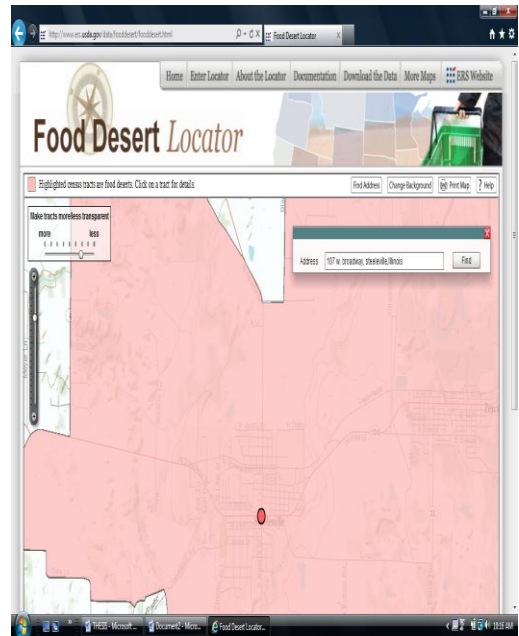 http://www.ers.usda.gov/data/fooddesert/fooddesert.html
Food Desert Locator
Home Enter Locator About the Locator Documentation Download the Data More Maps ERS Website
Food Desert Locator
Highlighted census tracts are food deserts. Click on a tract for details.
Find Address Change Background Print Map ? Help
Make tracts more/less transparent
more less
Address 107 w. broadway, steeleville,illinois Find
THESIS - Microsoft ... Document2 - Micro... Food Desert Locator...
10:16 AM